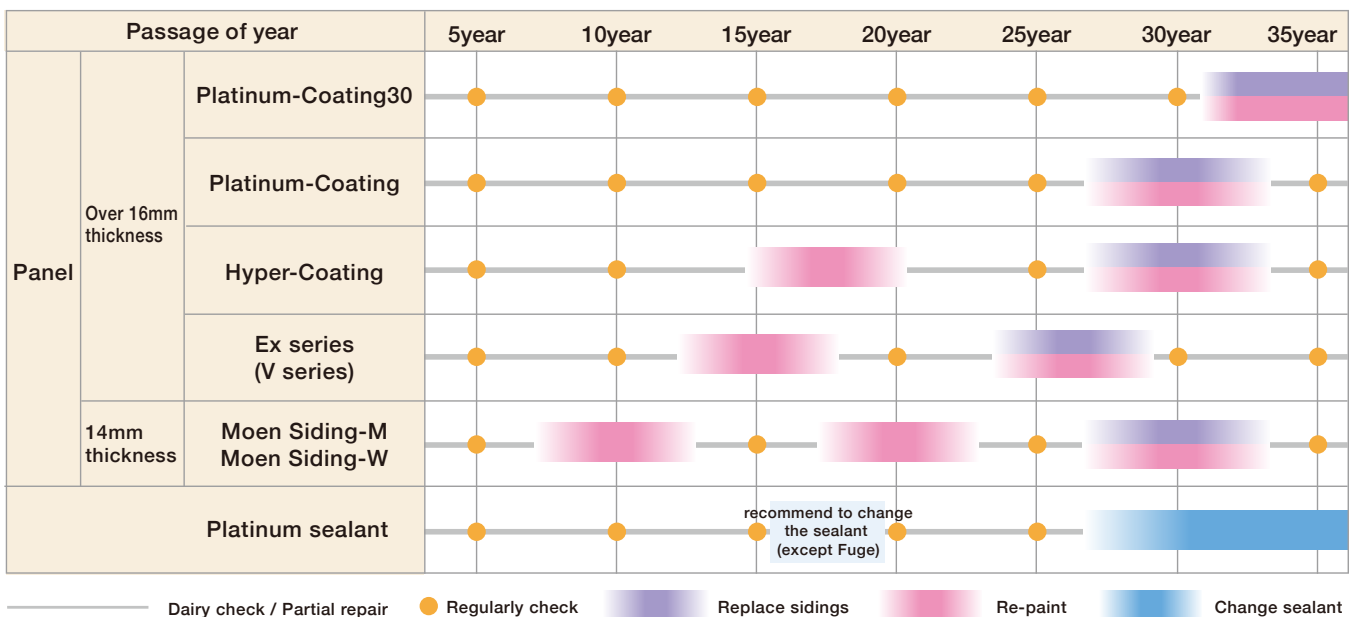 Passage of year
5year
10year
15year
20year
25year
30year
35year
Panel
Over 16mm
thickness
Platinum-Coating30
Platinum-Coating
Hyper-Coating
Ex series
(V series)
14mm
thickness
Moen Siding-M
Moen Siding-W
Platinum sealant
recommend to change
the sealant
(except Fuge)
Dairy check / Partial repair
Regularly check
Replace sidings
Re-paint
Change sealant